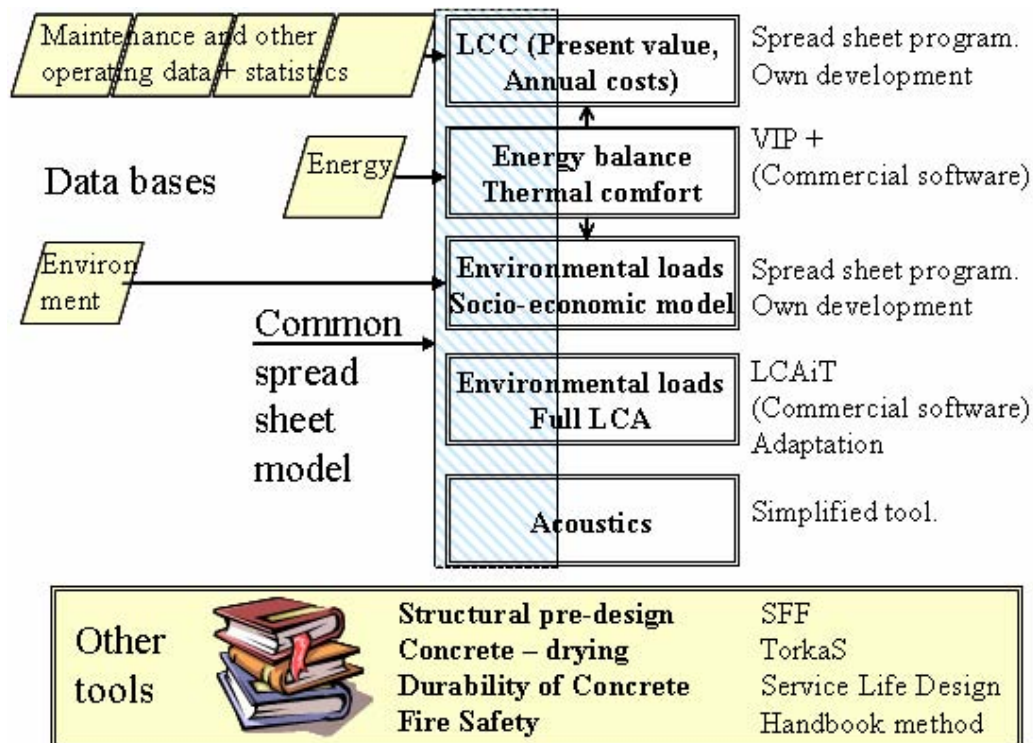 Maintenance and other
operating data + statistics
LCC (Present value,
Annual costs)
Spread sheet program.
Own development
Data bases
Energy
Energy balance
Thermal comfort
VIP +
(Commercial software)
Environ
ment
Environmental loads
Socio-economic model
Spread sheet program.
Own development
Common
spread
sheet
model
Environmental loads
Full LCA
LCAiT
(Commercial software)
Adaptation
Acoustics
Simplified tool.
Other
tools
Structural pre-design SFF
Concrete – drying TorkaS
Durability of Concrete Service Life Design
Fire Safety Handbook method